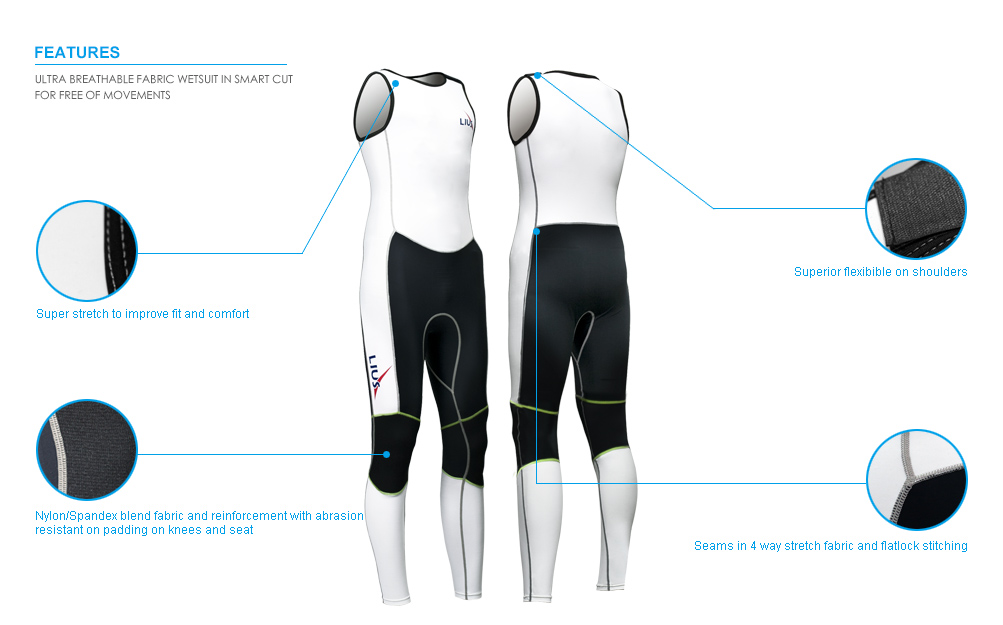 FEATURES
ULTRA BREATHABLE FABRIC WETSUIT IN SMART CUT
FOR FREE OF MOVEMENTS
LIUS
Superior flexibible on shoulders
Super stretch to improve fit and comfort
LIUS
Nylon/Spandex blend fabric and reinforcement with abrasion
resistant on padding on knees and seat
Seams in 4 way stretch fabric and flatlock stitching